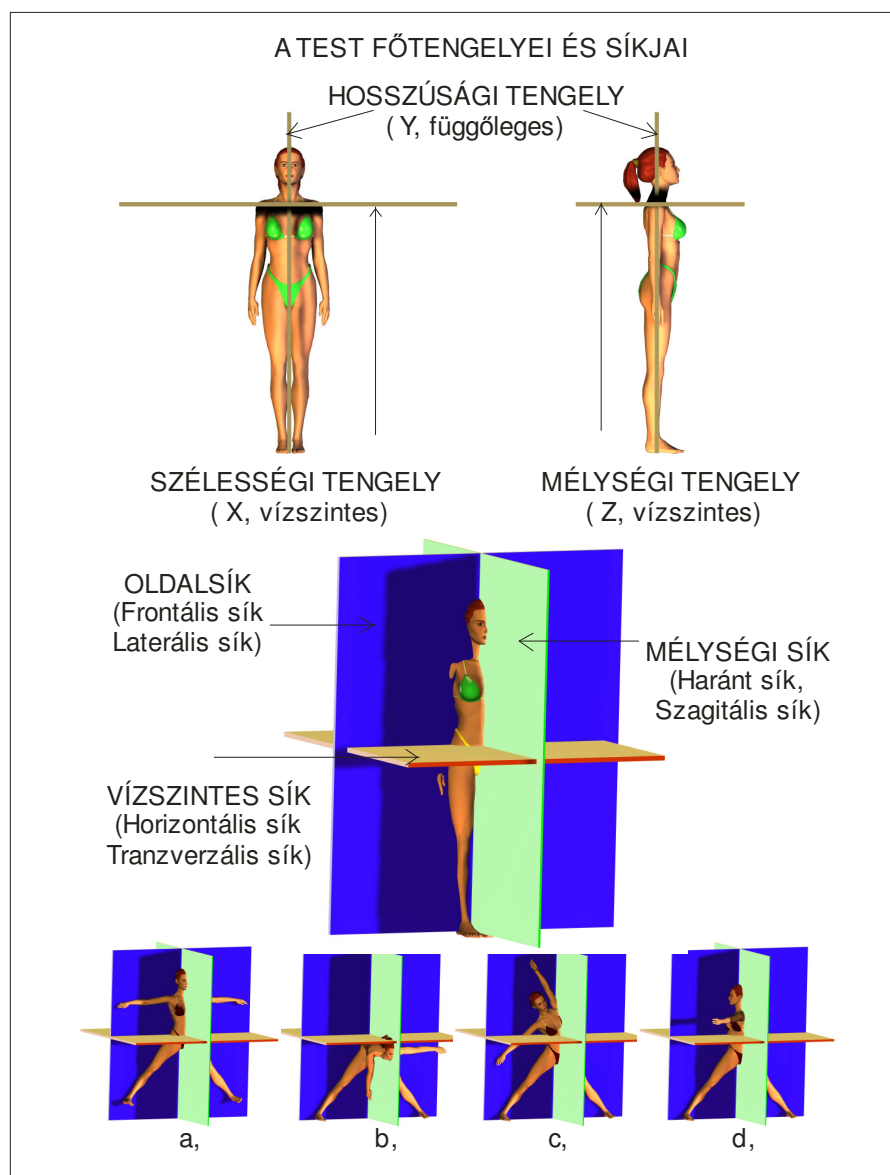 A TEST FŐTENGELYEI ÉS SÍKJAI
HOSSZÚSÁGI TENGELY
( Y, függőleges)
SZÉLESSÉGI TENGELY
( X, vízszintes)
MÉLYSÉGI TENGELY
( Z, vízszintes)
OLDALSÍK
(Frontális sík
Laterális sík)
MÉLYSÉGI SÍK
(Haránt sík,
Szagitális sík)
VÍZSZINTES SÍK
(Horizontális sík
Tranzverzális sík)
a,
b,
c,
d,